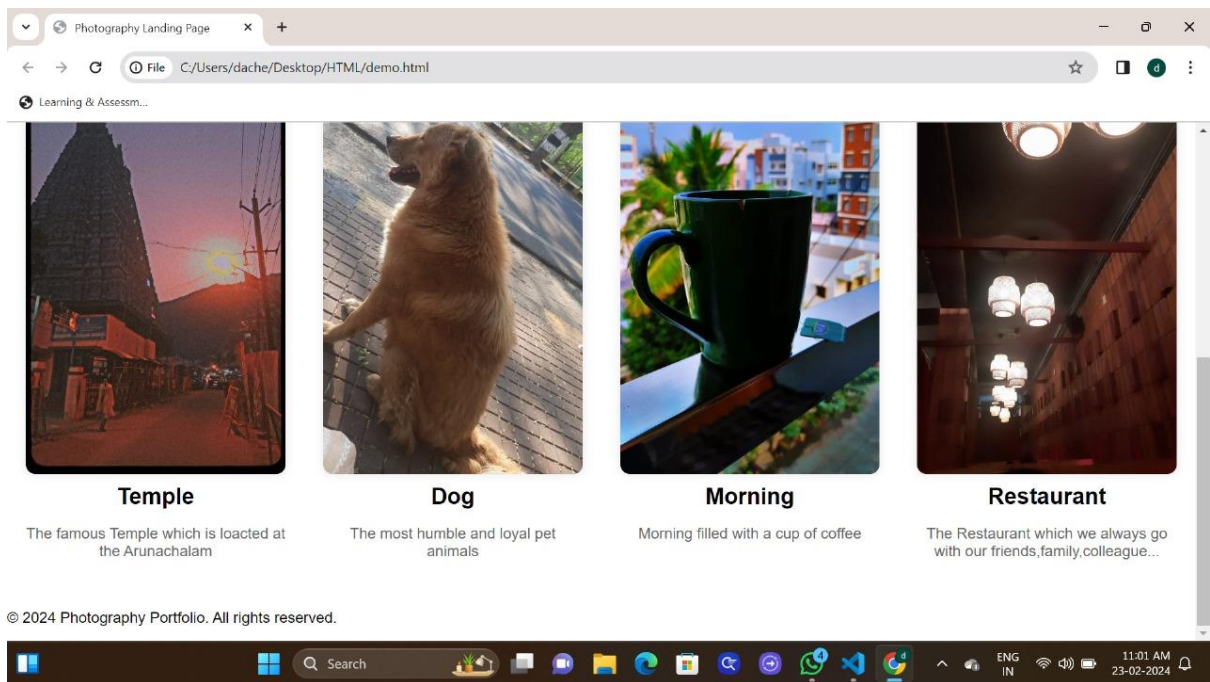 Photography Landing Page
File C:/Users/dache/Desktop/HTML/demo.html
d
Learning & Assessm...
Temple
Dog
Morning
Restaurant
The famous Temple which is loacted at
the Arunachalam
The most humble and loyal pet
animals
Morning filled with a cup of coffee
The Restaurant which we always go
with our friends,family,colleague...
© 2024 Photography Portfolio. All rights reserved.
Search
4
d
ENG
IN
11:01 AM
23-02-2024